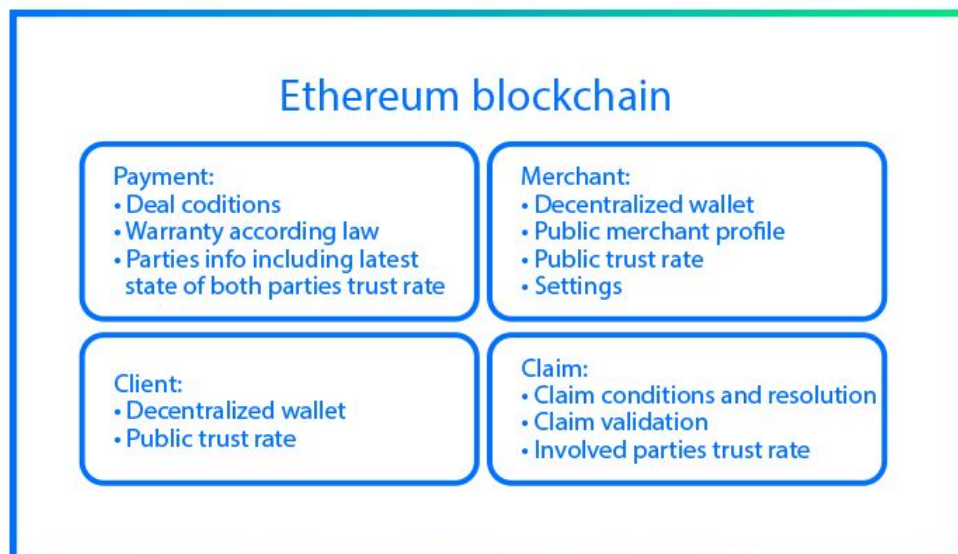 Ethereum blockchain
Payment:
• Deal coditions
• Warranty according law
• Parties info including latest
state of both parties trust rate
Merchant:
• Decentralized wallet
• Public merchant profile
• Public trust rate
• Settings
Client:
• Decentralized wallet
• Public trust rate
Claim:
• Claim conditions and resolution
• Claim validation
• Involved parties trust rate